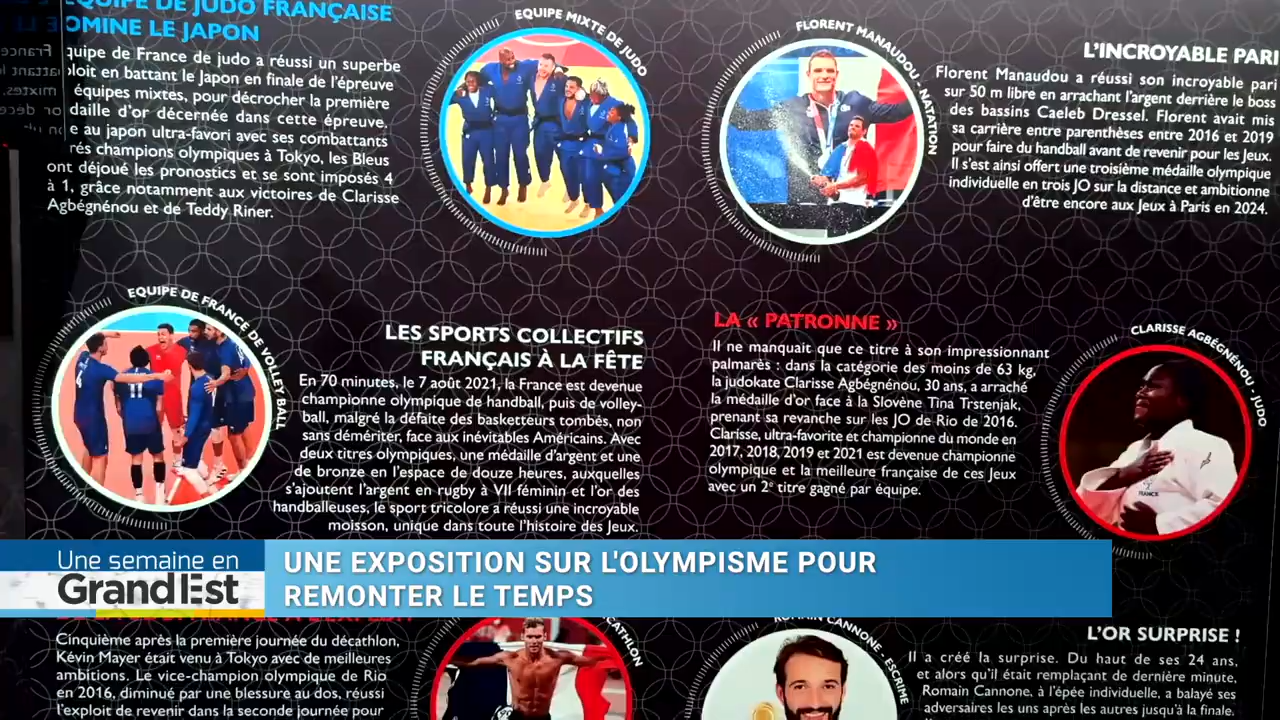 ÉQUIPE DE JUDO FRANÇAISE
DOMINE LE JAPON
quipe de France de judo a réussi un superbe
ploit en battant le Japon en finale de l'épreuve
équipes mixtes, pour décrocher la première
daille d'or décernée dans cette épreuve.
e au japon ultra-favori avec ses combattants
rés champions olympiques à Tokyo, les Bleus
ont déjoué les pronostics et se sont imposés 4
à 1, grâce notamment aux victoires de Clarisse
Agbégnénou et de Teddy Riner.
EQUIPE MIXTE DE JUDO
FLORENT MANAUDOU - NATATION
L'INCROYABLE PARI
Florent Manaudou a réussi son incroyable pari
sur 50 m libre en arrachant l'argent derrière le boss
des bassins Caeleb Dressel. Florent avait mis
sa carrière entre parenthèses entre 2016 et 2019
pour faire du handball avant de revenir pour les Jeux.
Il s'est ainsi offert une troisième médaille olympique
individuelle en trois JO sur la distance et ambitionne
d'être encore aux Jeux à Paris en 2024.
EQUIPE DE FRANCE DE VOLLEY BALL
LES SPORTS COLLECTIFS
FRANÇAIS À LA FÊTE
En 70 minutes, le 7 août 2021, la France est devenue
championne olympique de handball, puis de volley-
ball, malgré la défaite des basketteurs tombés, non
sans démériter, face aux inévitables Américains. Avec
deux titres olympiques, une médaille d'argent et une
de bronze en l'espace de douze heures, auxquelles
s'ajoutent l'argent en rugby à VII féminin et l'or des
handballeuses, le sport tricolore a réussi une incroyable
moisson, unique dans toute l'histoire des Jeux.
LA « PATRONNE »
Il ne manquait que ce titre à son impressionnant
palmarès : dans la catégorie des moins de 63 kg,
la judokate Clarisse Agbégnénou, 30 ans, a arraché
la médaille d'or face à la Slovène Tina Trstenjak,
prenant sa revanche sur les JO de Rio de 2016.
Clarisse, ultra-favorite et championne du monde en
2017, 2018, 2019 et 2021 est devenue championne
olympique et la meilleure française de ces Jeux
avec un 2e titre gagné par équipe.
CLARISSE AGBÉGNÉNOU - JUDO
FRANCE
4
11
Une semaine en
Grand Est
UNE EXPOSITION SUR L'OLYMPISME POUR
REMONTER LE TEMPS
Cinquième après la première journée du décathlon,
Kévin Mayer était venu à Tokyo avec de meilleures
ambitions. Le vice-champion olympique de Rio
en 2016, diminué par une blessure au dos, réussi
l'exploit de revenir dans la seconde journée pour
CATHLON
ROMAIN CANNONE - ESCRIME
L'OR SURPRISE !
Il a créé la surprise. Du haut de ses 24 ans,
et alors qu'il était remplaçant de dernière minute,
Romain Cannone, à l'épée individuelle, a balayé ses
adversaires les uns après les autres jusqu'à la finale,